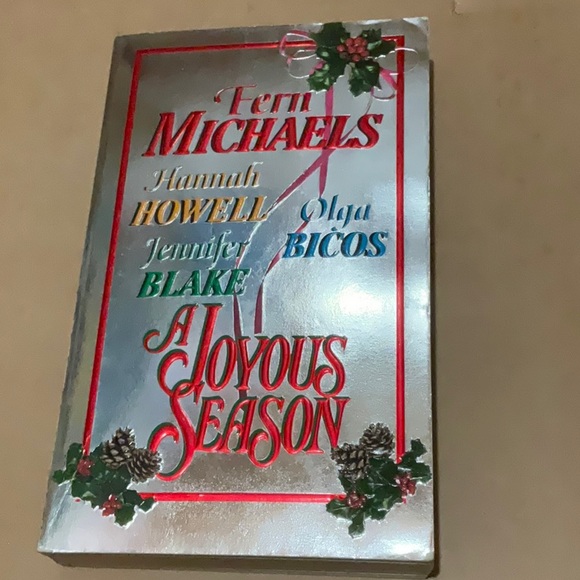 Fern
MICHAELS
Hannah
HOWELL
Olga
BICOS
Jennifer
BLAKE
A JOYOUS
SEASON